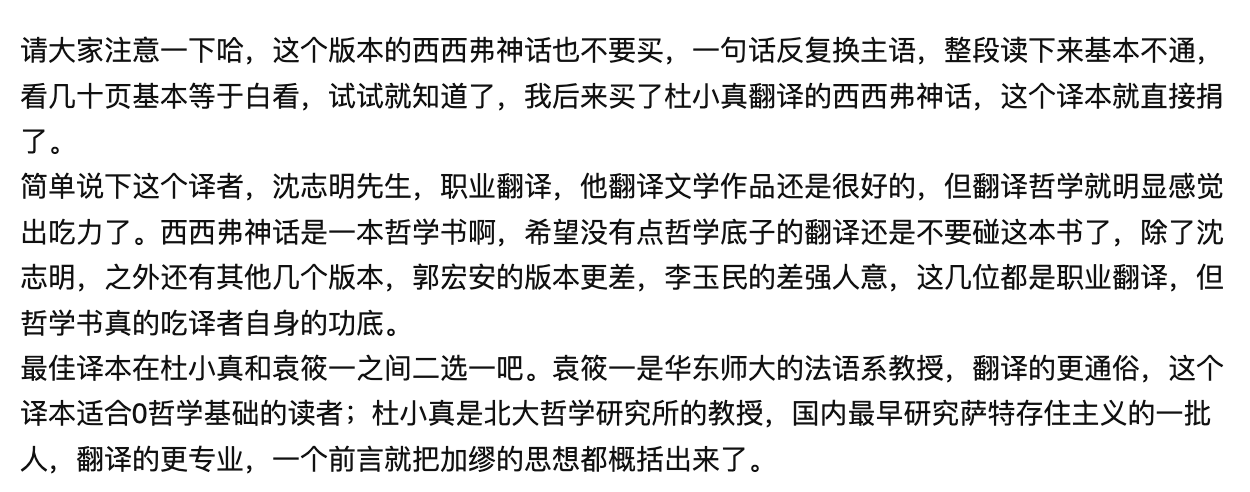 请大家注意一下哈，这个版本的西西弗神话也不要买，一句话反复换主语，整段读下来基本不通，
看几十页基本等于白看，试试就知道了，我后来买了杜小真翻译的西西弗神话，这个译本就直接捐
了。
简单说下这个译者，沈志明先生，职业翻译，他翻译文学作品还是很好的，但翻译哲学就明显感觉
出吃力了。西西弗神话是一本哲学书啊，希望没有点哲学底子的翻译还是不要碰这本书了，除了沈
志明，之外还有其他几个版本，郭宏安的版本更差，李玉民的差强人意，这几位都是职业翻译，但
哲学书真的吃译者自身的功底。
最佳译本在杜小真和袁筱一之间二选一吧。袁筱一是华东师大的法语系教授，翻译的更通俗，这个
译本适合0哲学基础的读者；杜小真是北大哲学研究所的教授，国内最早研究萨特存住主义的一批
人，翻译的更专业，一个前言就把加缪的思想都概括出来了。